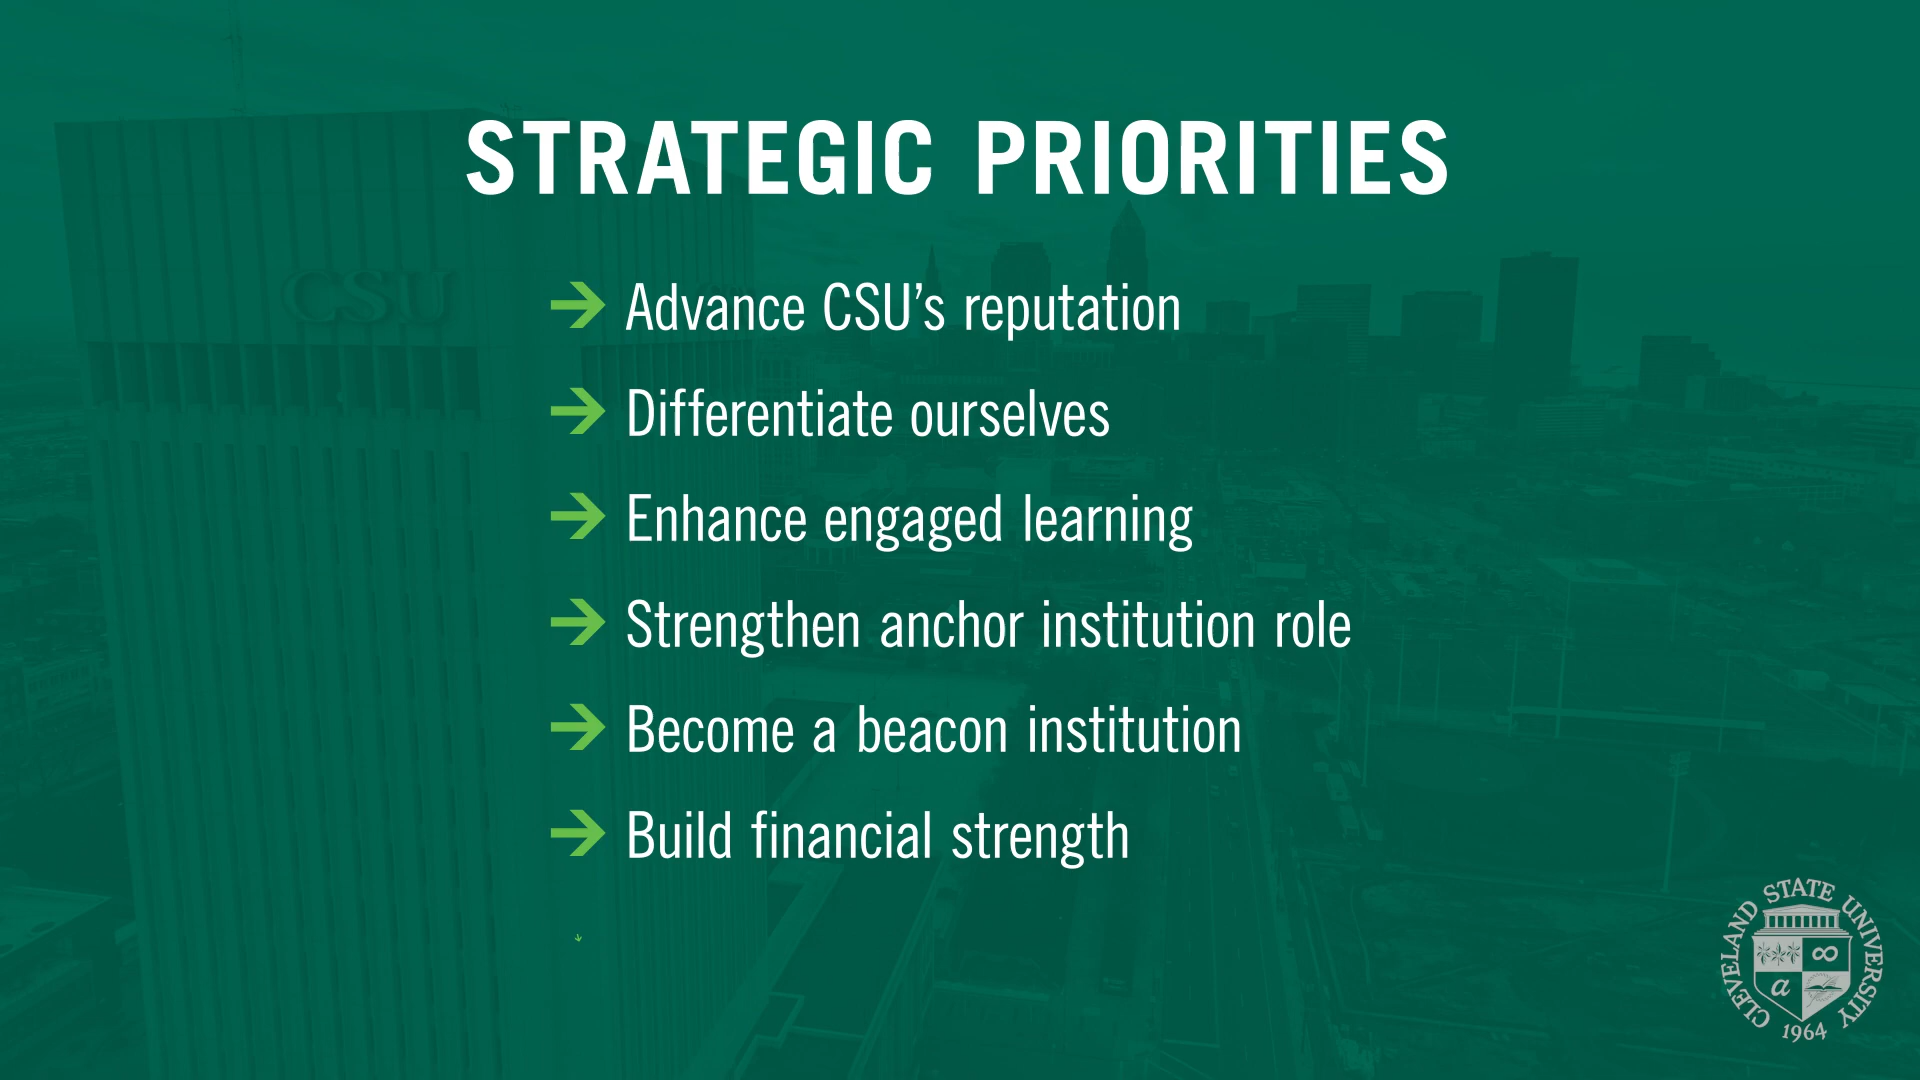 STRATEGIC PRIORITIES
CSU
→ Advance CSU’s reputation
→ Differentiate ourselves
→ Enhance engaged learning
→ Strengthen anchor institution role
→ Become a beacon institution
→ Build financial strength
CLEVELAND STATE UNIVERSITY
∞
a
1964